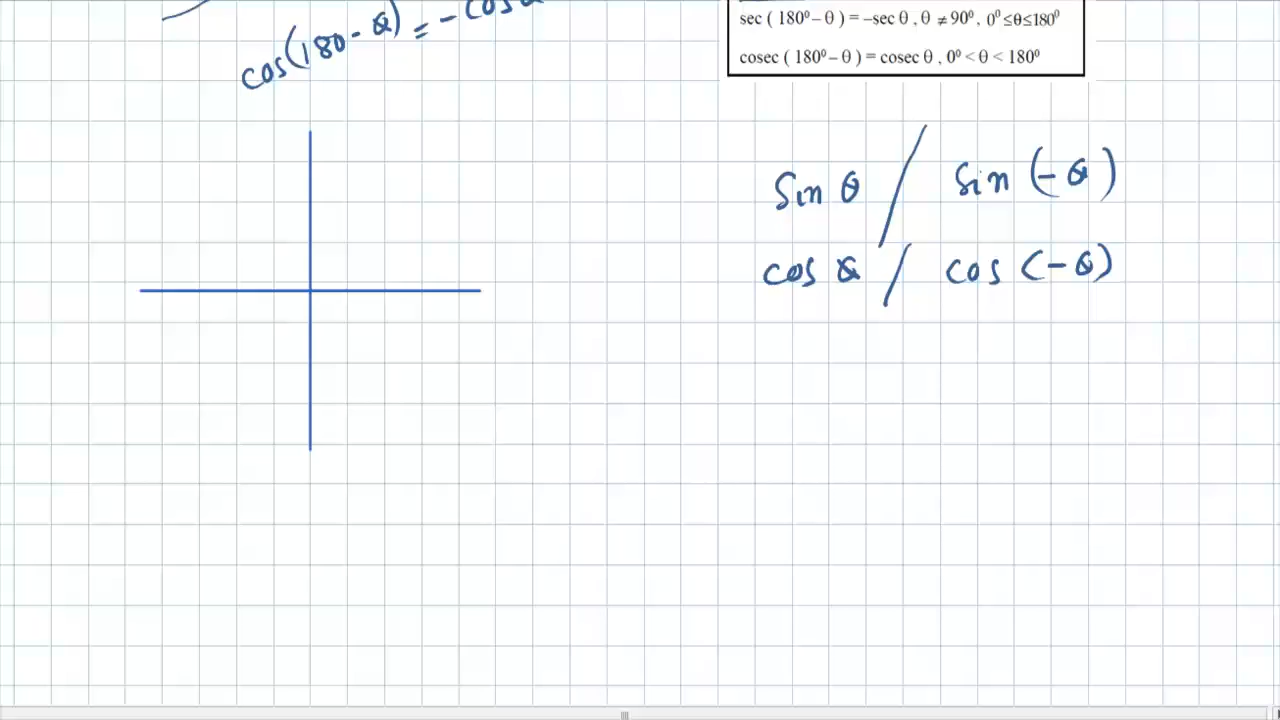 cos(180 - θ) = - cos
sec ( 180⁰ – θ ) = –sec θ , θ ≠ 90⁰ , 0⁰ ≤θ≤180⁰
cosec ( 180⁰ – θ ) = cosec θ , 0⁰ < θ < 180⁰
Sin θ / Sin (-θ)
cos θ / cos (-θ)